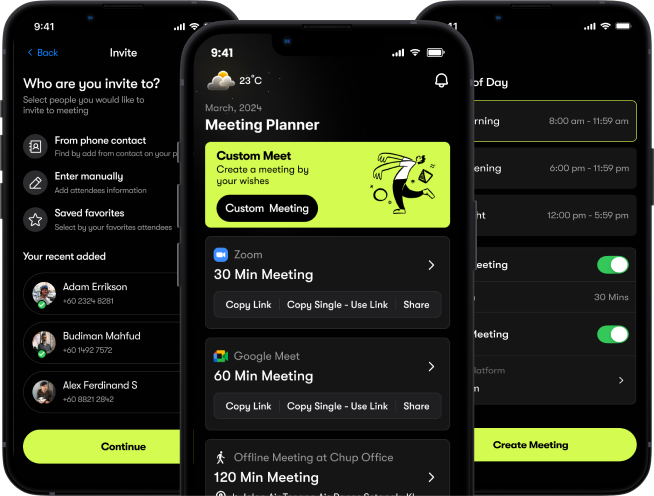 9:41
Back
Invite
Who are you invite to?
Select people you would like to
invite to meeting
From phone contact
Find by add from contact on your p
Enter manually
Add attendees information
Saved favorites
Select by your favorites attendees
Your recent added
Adam Errikson
+60 2324 8281
Budiman Mahfud
+60 1492 7572
Alex Ferdinand S
+60 8821 2842
Continue
9:41
23°C
March, 2024
Meeting Planner
Custom Meet
Create a meeting by
your wishes
Custom Meeting
Zoom
30 Min Meeting
Copy Link Copy Single - Use Link Share
Google Meet
60 Min Meeting
Copy Link Copy Single - Use Link Share
Offline Meeting at Chup Office
120 Min Meeting
of Day
rning 8:00 am - 11:59 am
ening 6:00 pm - 11:59 pm
ht 12:00 pm - 5:59 pm
eeting
30 Mins
Meeting
latform
m
Create Meeting